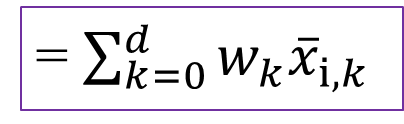 = ∑_{k=0}^{d} w_k x̄_{i,k}